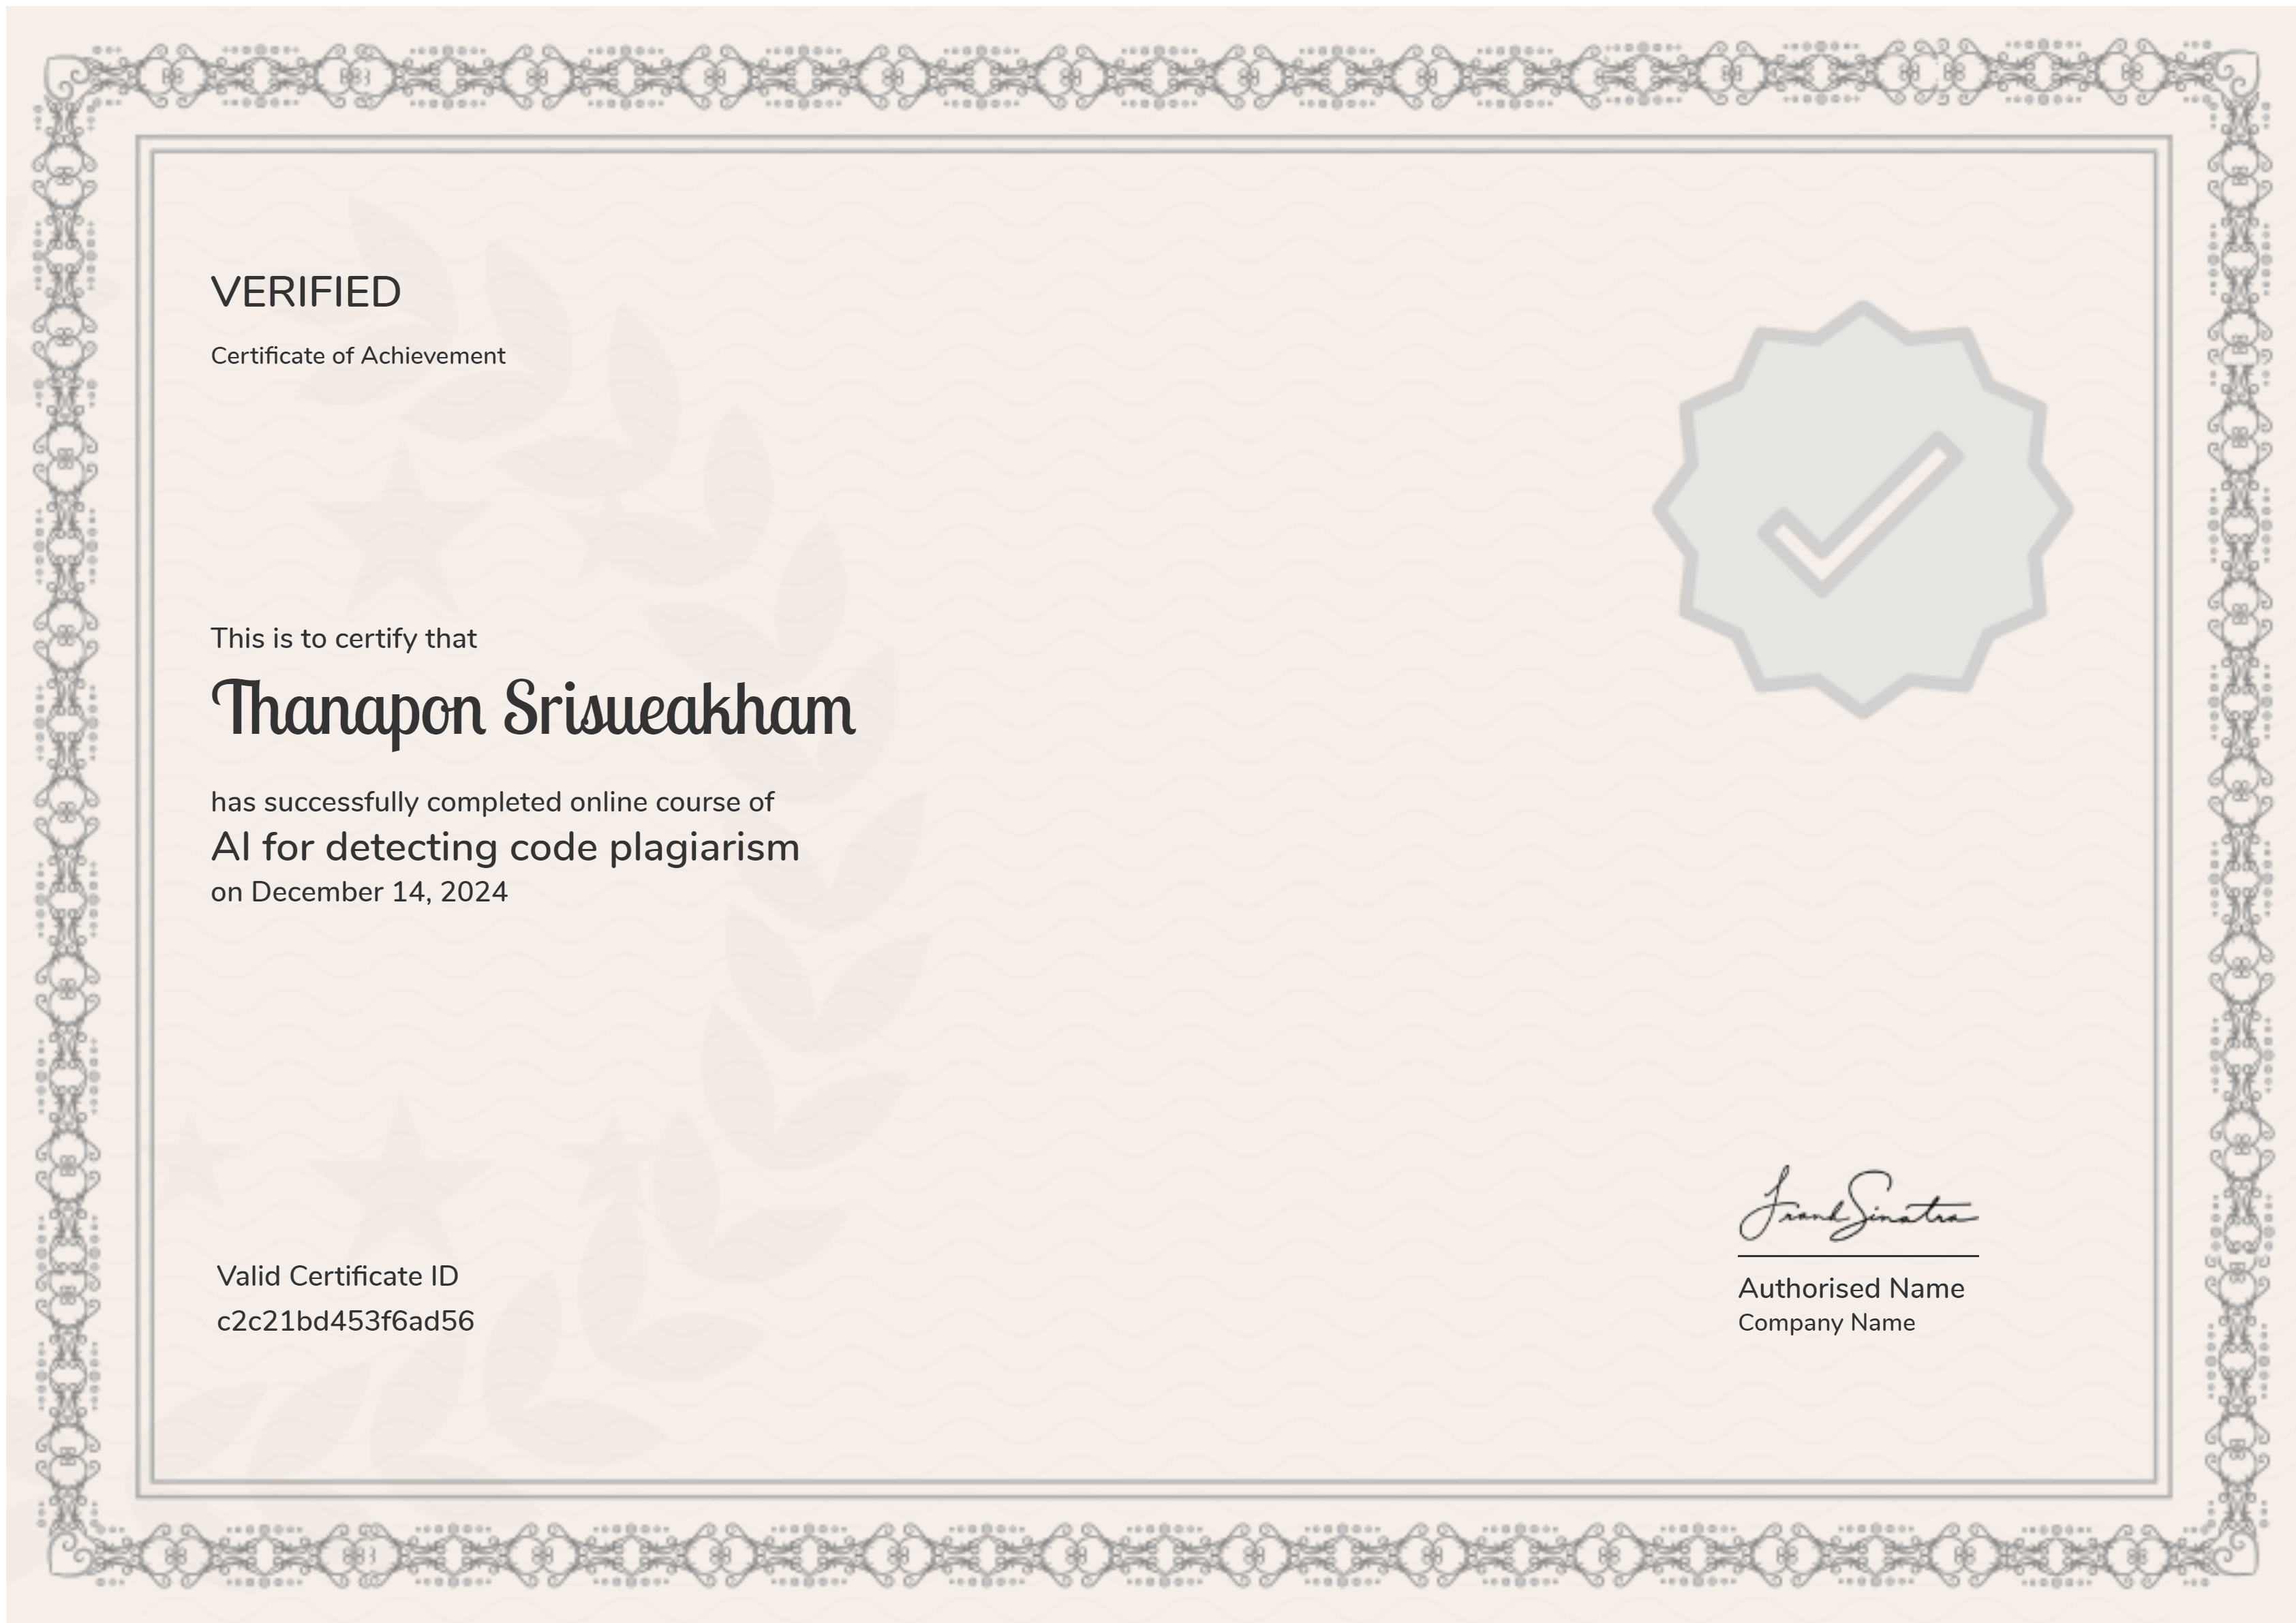 VERIFIED
Certificate of Achievement
This is to certify that
Thanapon Srisueakham
has successfully completed online course of
AI for detecting code plagiarism
on December 14, 2024
Frank Sinatra
Valid Certificate ID
c2c21bd453f6ad56
Authorised Name
Company Name